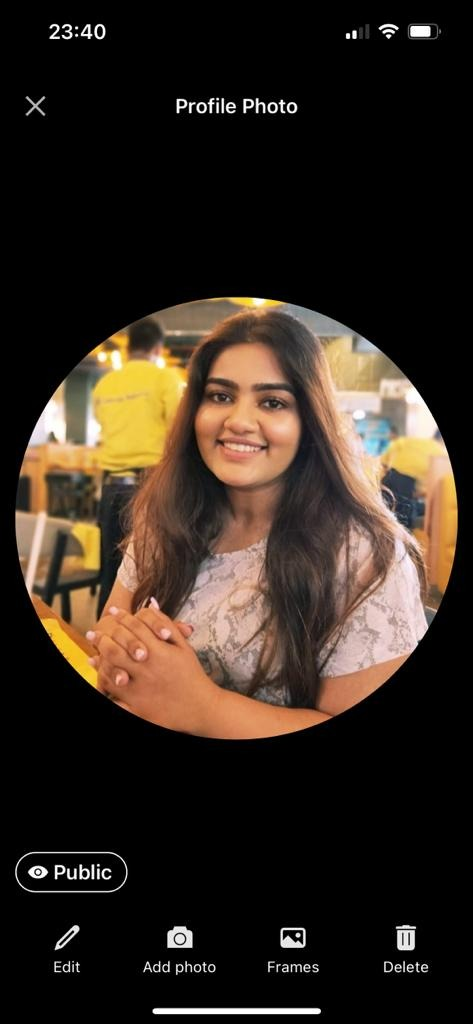 23:40
Profile Photo
Public
Edit
Add photo
Frames
Delete